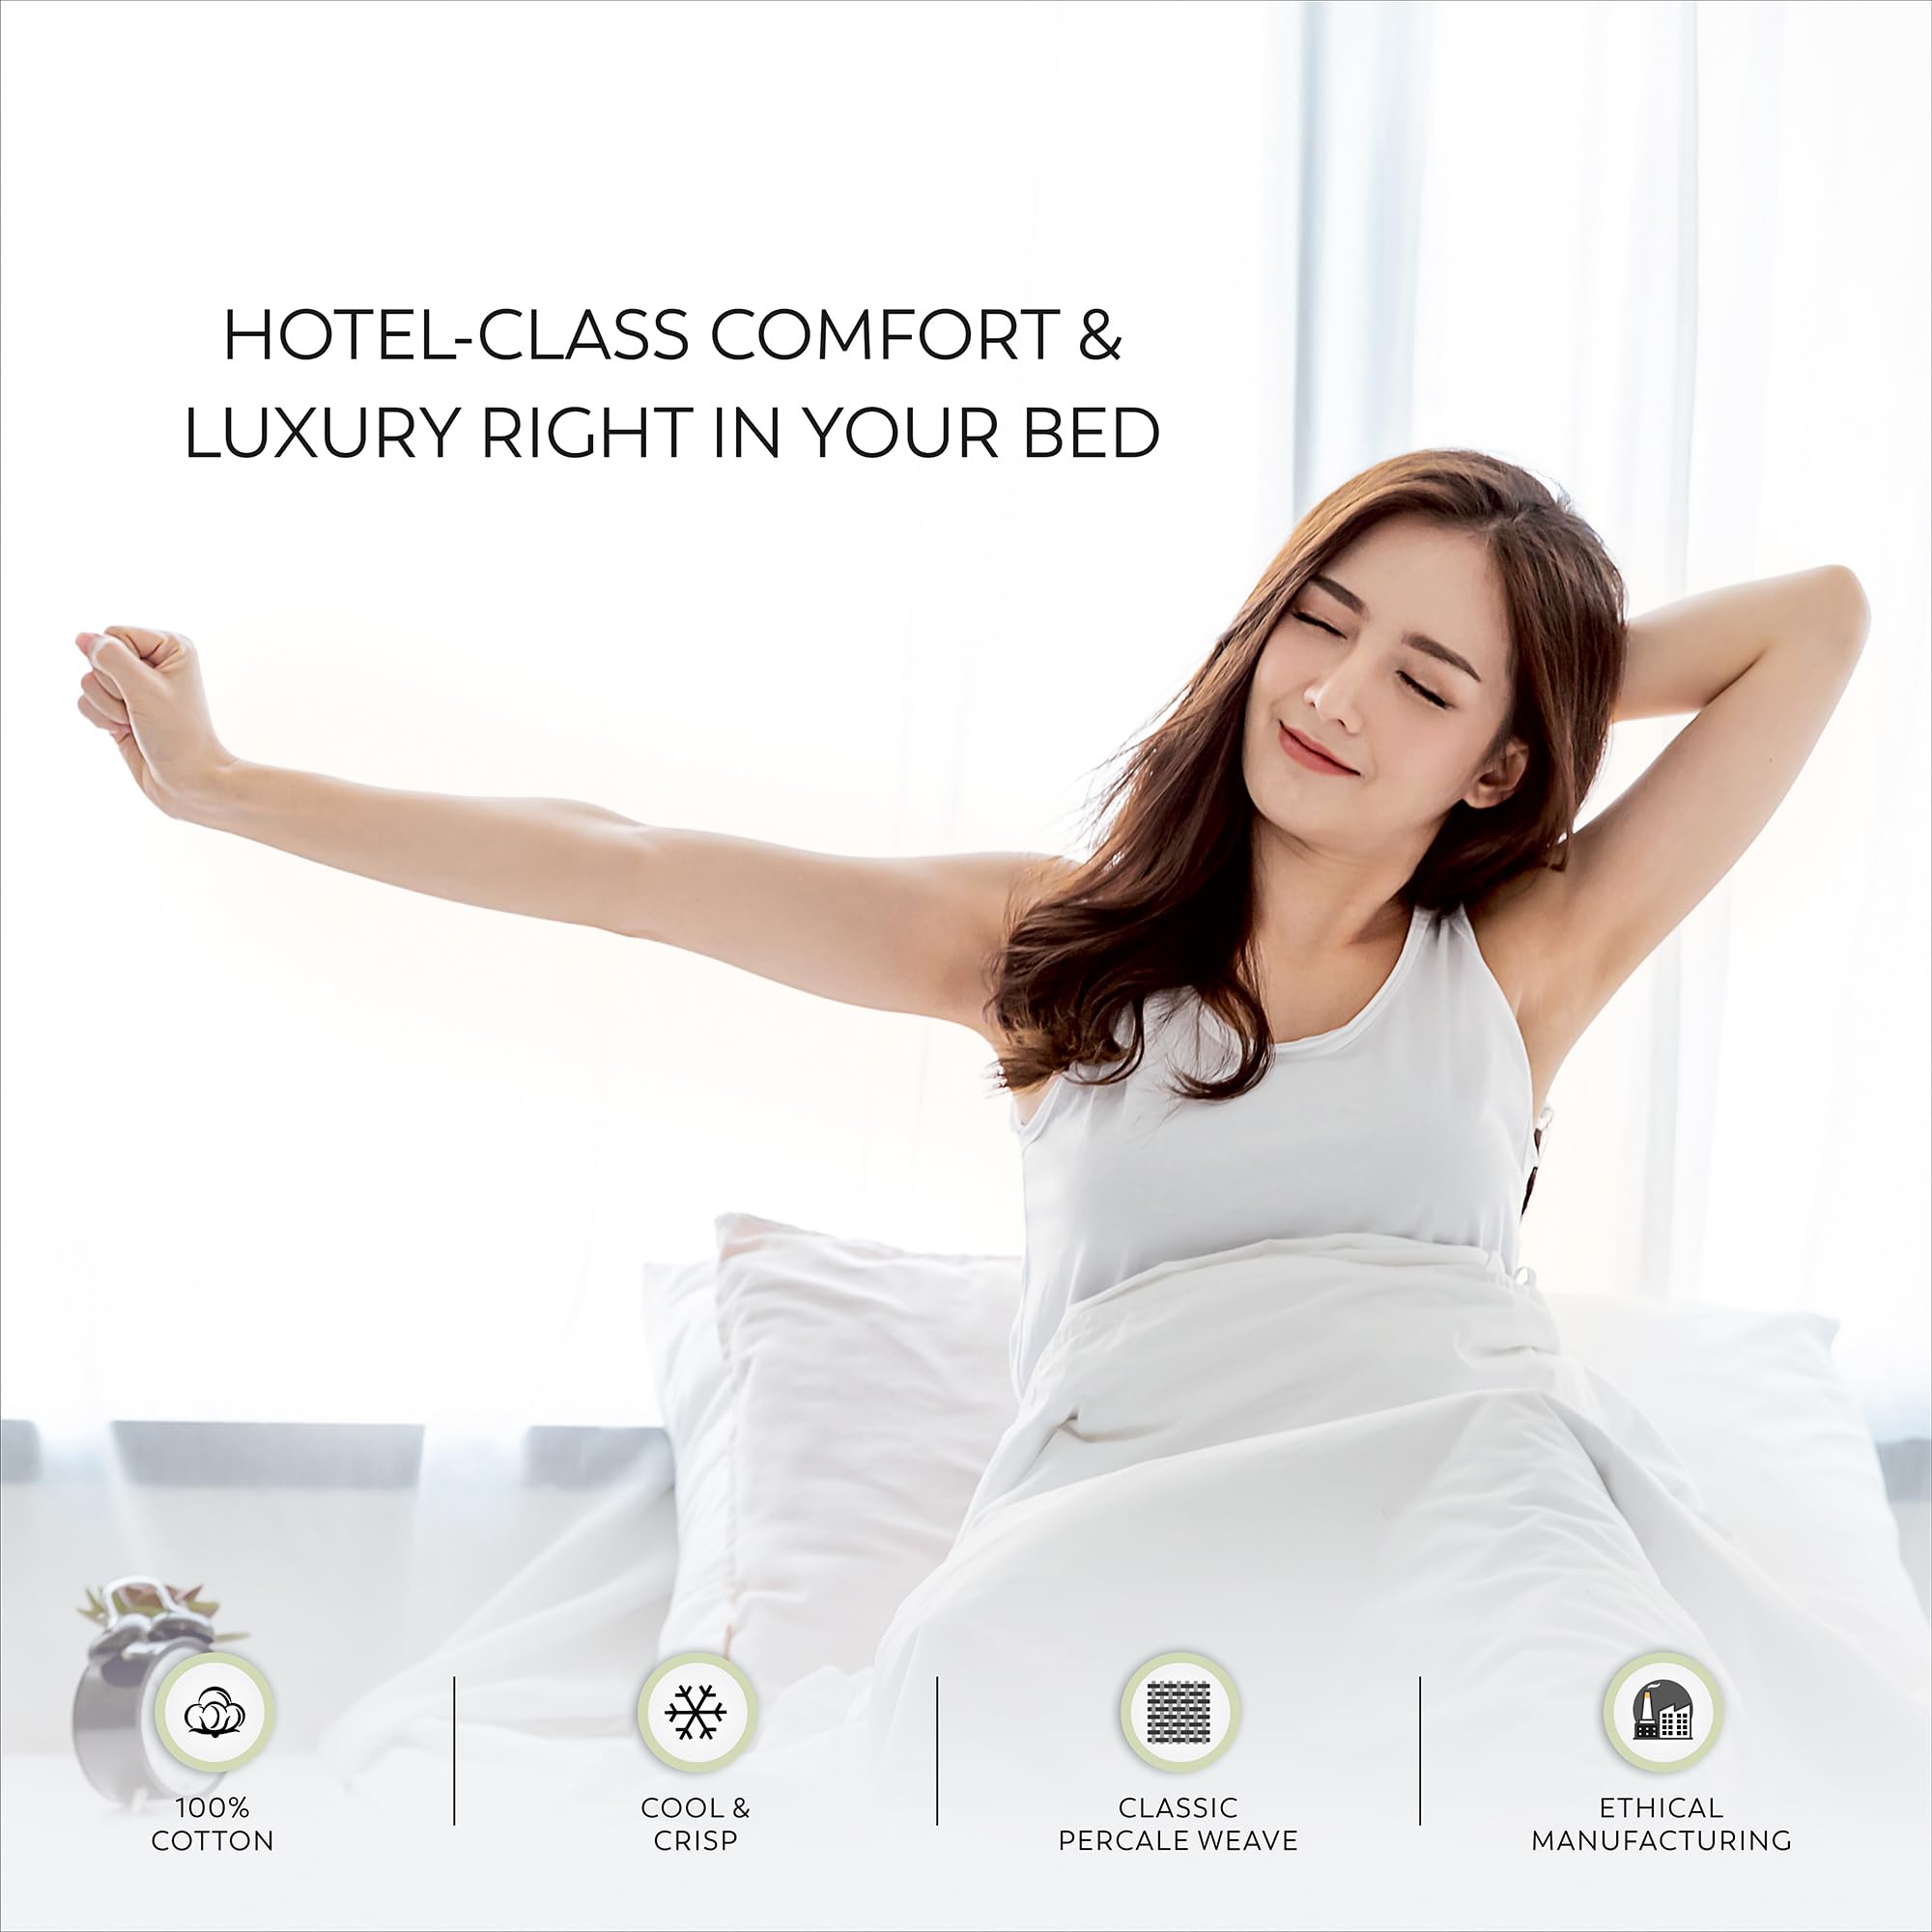 HOTEL-CLASS COMFORT &
LUXURY RIGHT IN YOUR BED
100%
COTTON
COOL &
CRISP
CLASSIC
PERCALE WEAVE
ETHICAL
MANUFACTURING